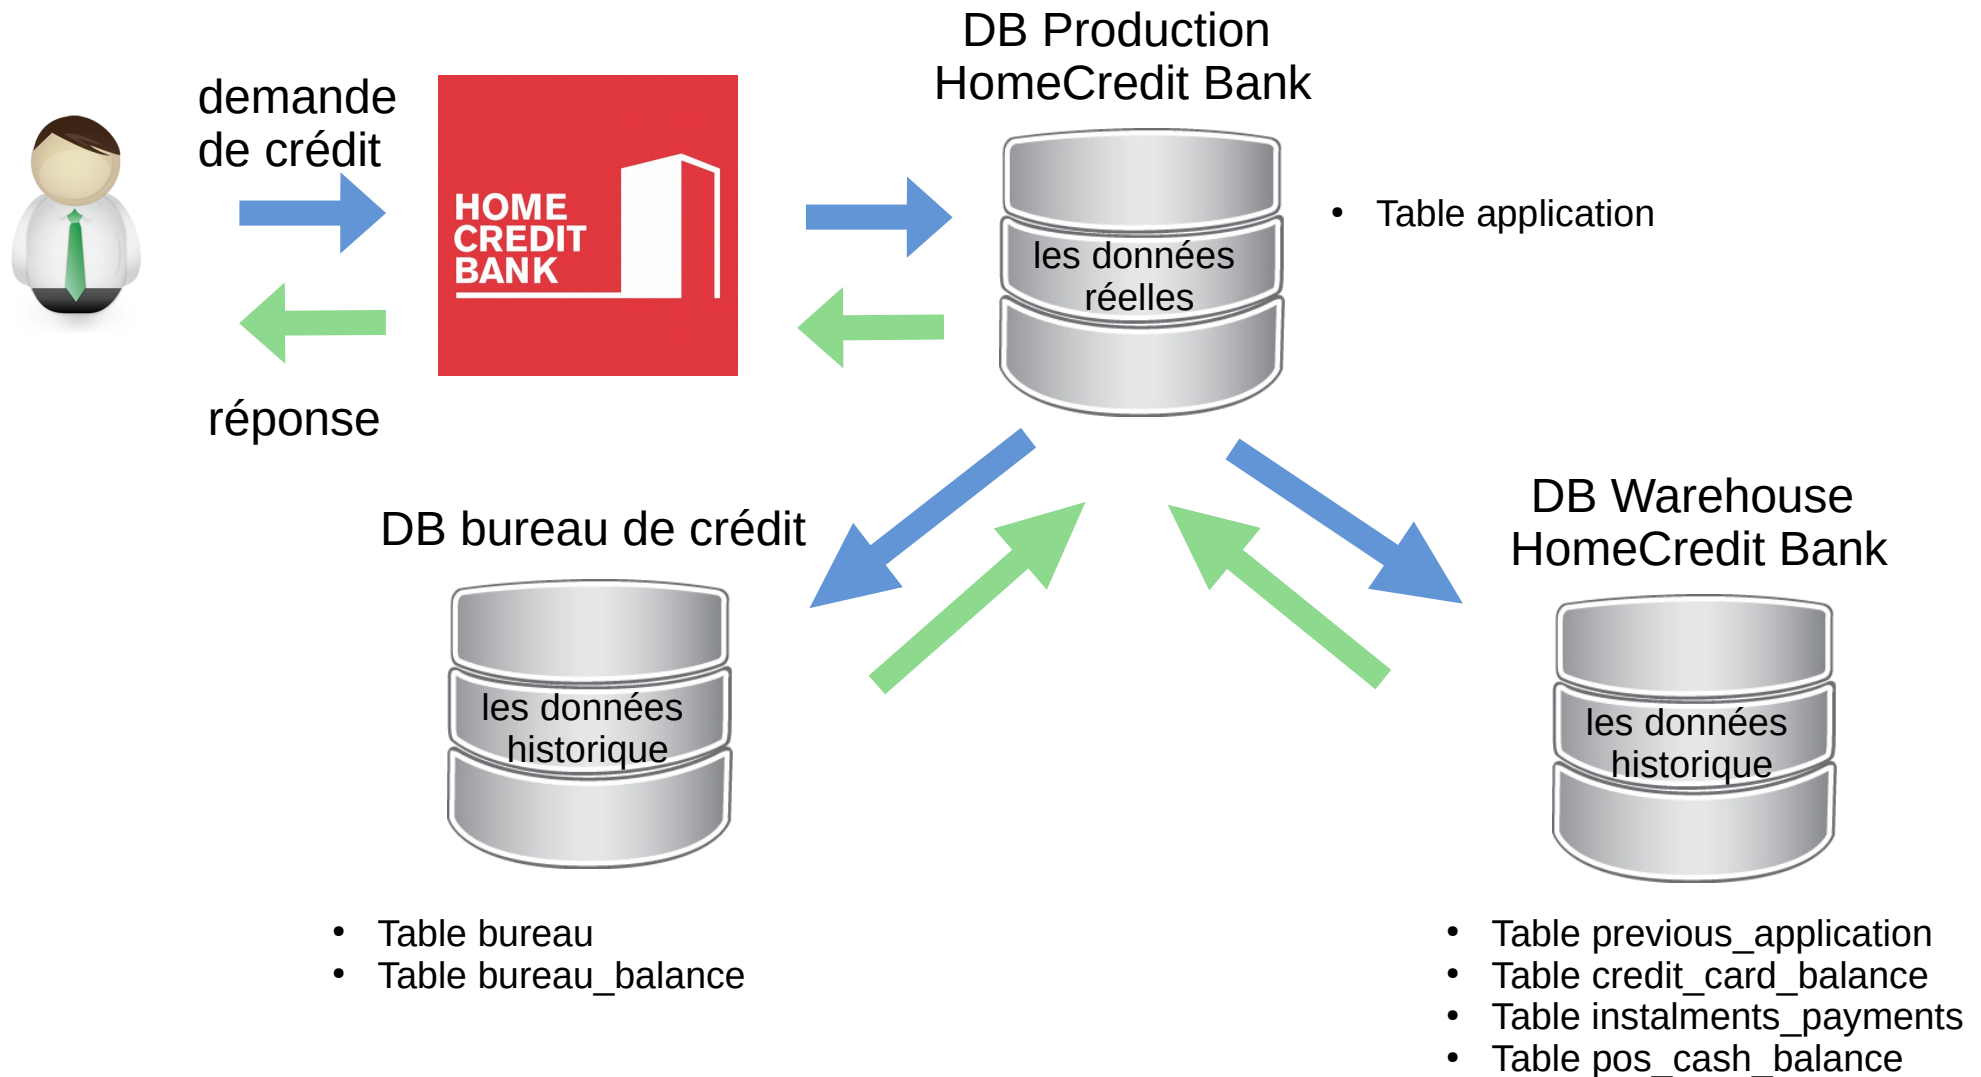 DB Production
HomeCredit Bank
demande
de crédit
HOME
CREDIT
BANK
• Table application
les données
réelles
réponse
DB bureau de crédit
DB Warehouse
HomeCredit Bank
les données
historique
les données
historique
• Table bureau
• Table bureau_balance
• Table previous_application
• Table credit_card_balance
• Table instalments_payments
• Table pos_cash_balance